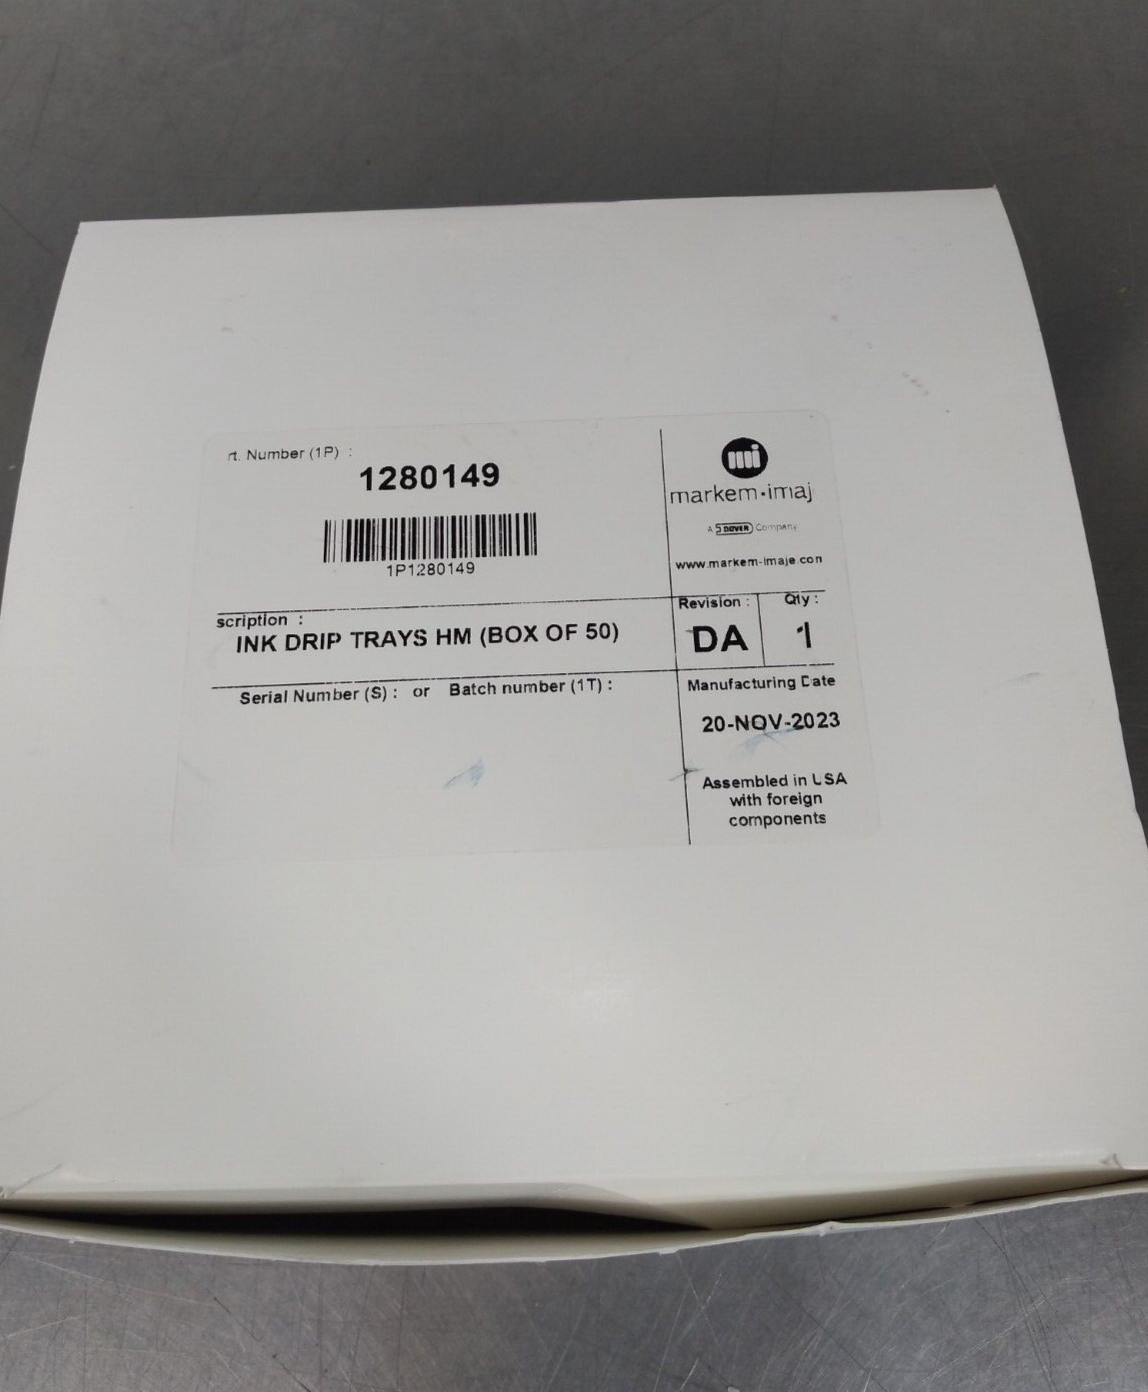 rt. Number (1P) :
1280149
1P1280149
markem·imaj
A DOVER Company
www.markem-imaje.con
scription :
INK DRIP TRAYS HM (BOX OF 50)
Revision :
DA
Qty :
1
Serial Number (S) : or Batch number (1T) :
Manufacturing Date
20-NOV-2023
Assembled in USA
with foreign
components